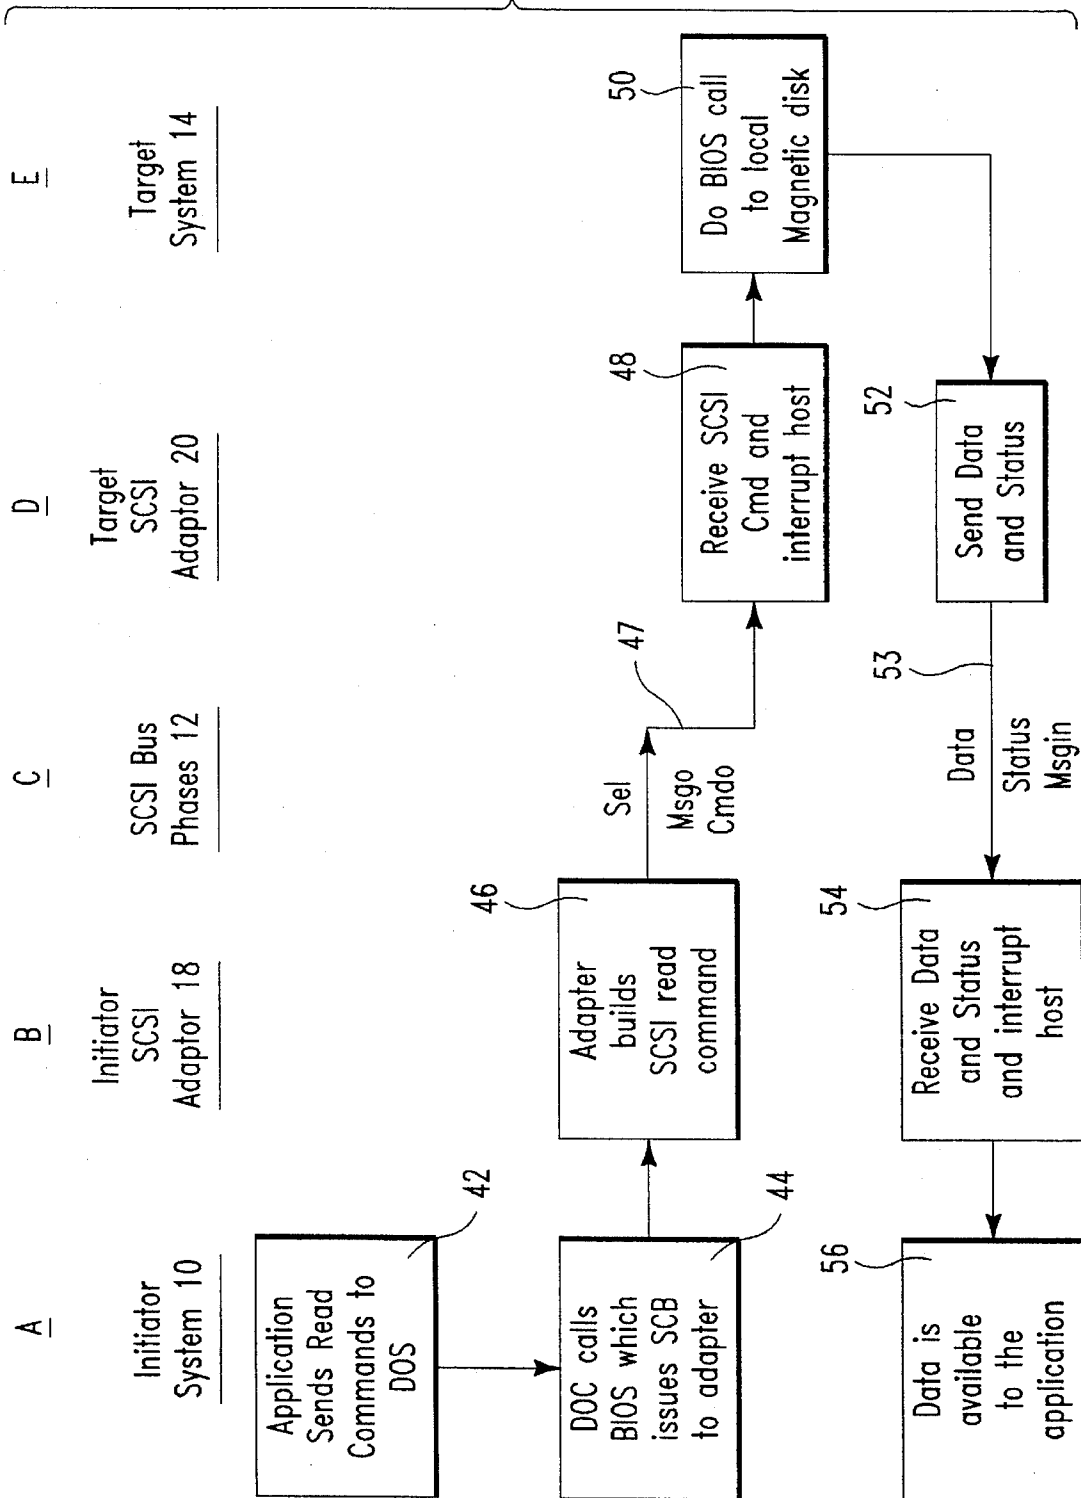 A
Initiator
System 10
B
Initiator
SCSI
Adaptor 18
C
SCSI Bus
Phases 12
D
Target
SCSI
Adaptor 20
E
Target
System 14
Application
Sends Read
Commands to
DOS
42
DOC calls
BIOS which
issues SCB
to adapter
44
Adapter
builds
SCSI read
command
46
Sel
Msgo
Cmdo
47
Receive SCSI
Cmd and
interrupt host
48
Do BIOS call
to local
Magnetic disk
50
Send Data
and Status
52
Data
Status
Msgin
53
Receive Data
and Status
and interrupt
host
54
Data is
available
to the
application
56